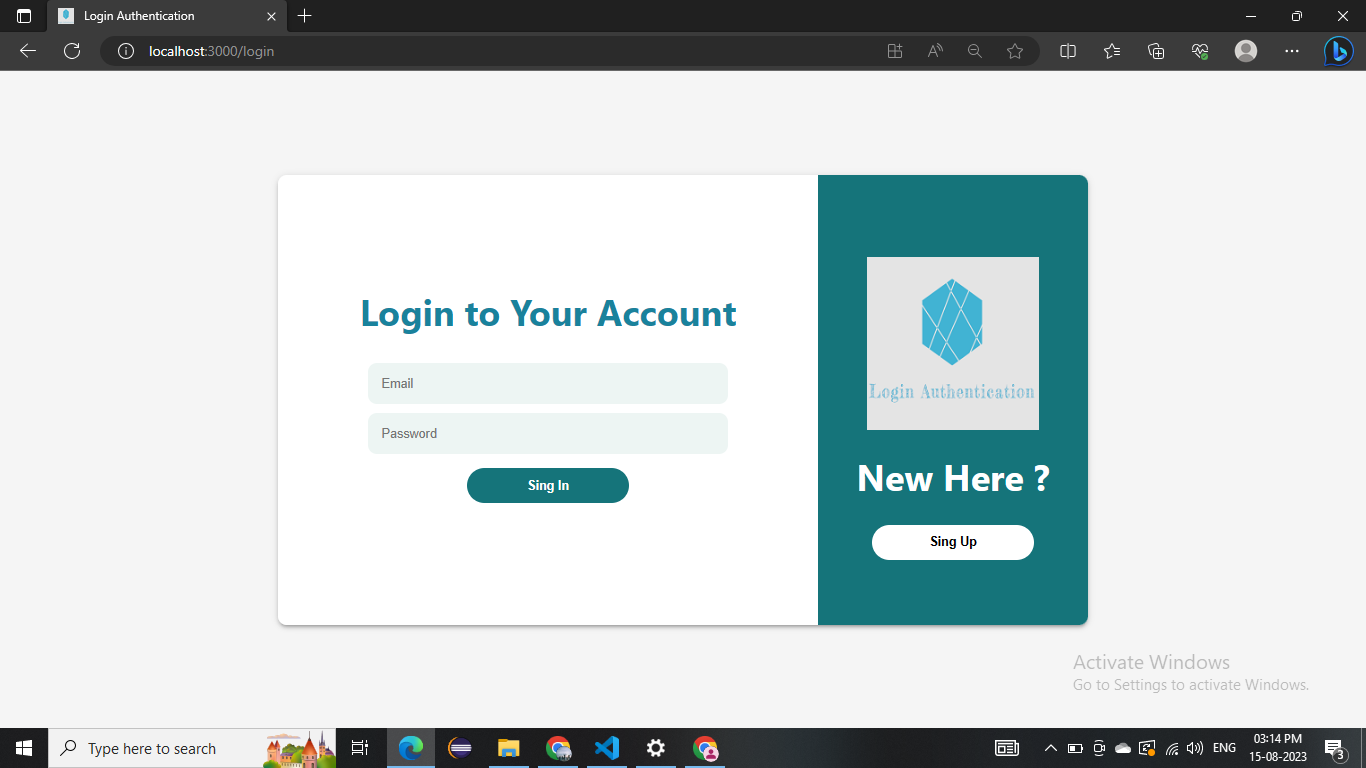 Login Authentication
localhost:3000/login
Login to Your Account
Email
Password
Sing In
Login Authentication
New Here ?
Sing Up
Activate Windows
Go to Settings to activate Windows.
Type here to search
ENG
03:14 PM
15-08-2023
3